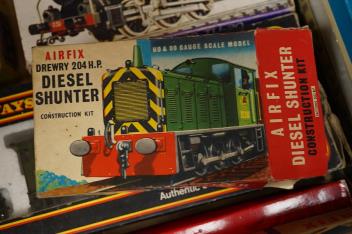 AIRFIX
DREWRY 204 H.P.
DIESEL
SHUNTER
CONSTRUCTION KIT
HO & OO GAUGE SCALE MODEL
AIRFIX
DIESEL SHUNTER
CONSTRUCTION KIT
Authentic